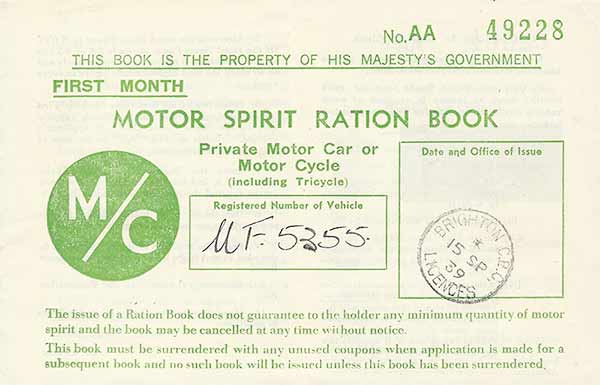 No. AA 49228
THIS BOOK IS THE PROPERTY OF HIS MAJESTY'S GOVERNMENT
FIRST MONTH
MOTOR SPIRIT RATION BOOK
Private Motor Car or
Motor Cycle
(including Tricycle)
M/C
Registered Number of Vehicle
UF. 5355.
Date and Office of Issue
BRIGHTON C.B.C.
*
15 SP
39
LICENCES
The issue of a Ration Book does not guarantee to the holder any minimum quantity of motor
spirit and the book may be cancelled at any time without notice.
This book must be surrendered with any unused coupons when application is made for a
subsequent book and no such book will be issued unless this book has been surrendered.